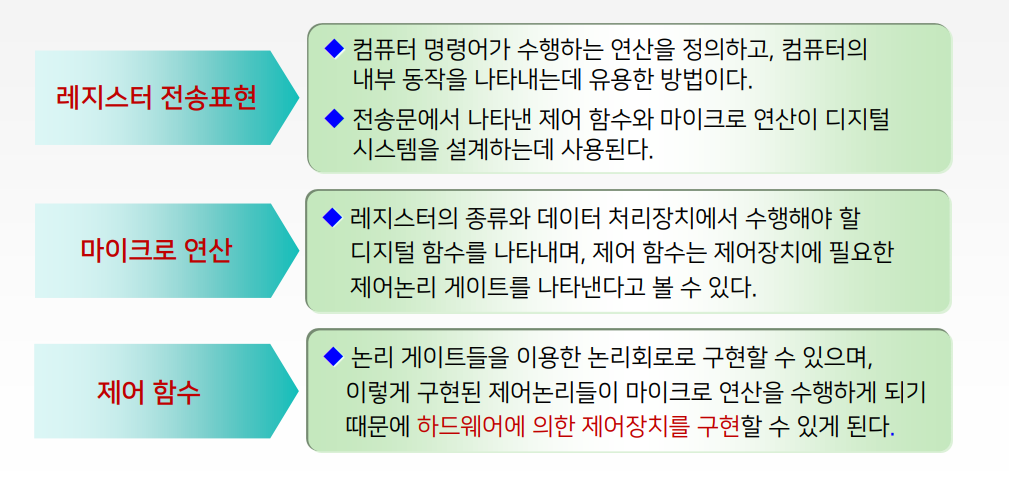 레지스터 전송표현
◆ 컴퓨터 명령어가 수행하는 연산을 정의하고, 컴퓨터의
내부 동작을 나타내는데 유용한 방법이다.
◆ 전송문에서 나타낸 제어 함수와 마이크로 연산이 디지털
시스템을 설계하는데 사용된다.
마이크로 연산
◆ 레지스터의 종류와 데이터 처리장치에서 수행해야 할
디지털 함수를 나타내며, 제어 함수는 제어장치에 필요한
제어논리 게이트를 나타낸다고 볼 수 있다.
제어 함수
◆ 논리 게이트들을 이용한 논리회로로 구현할 수 있으며,
이렇게 구현된 제어논리들이 마이크로 연산을 수행하게 되기
때문에 하드웨어에 의한 제어장치를 구현할 수 있게 된다.